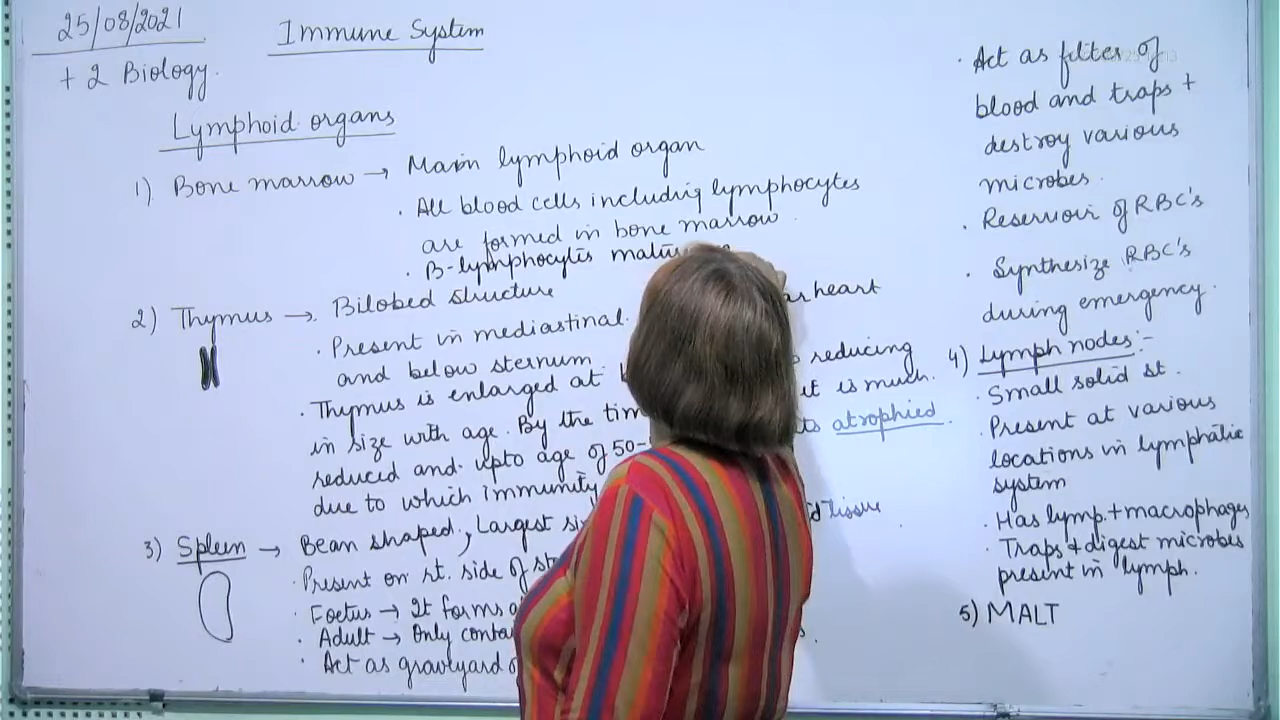 25/08/2021
Immune System
+ 2 Biology.
Lymphoid organs
1) Bone marrow → Main lymphoid organ
. All blood cells including lymphocytes
are formed in bone marrow .
. B-lymphocytes
2) Thymus → . Bilobed structure
. Present in mediastinal heart
and below sternum
. Thymus is enlarged at reducing
in size with age. By the it is much.
reduced and upto age of 50- atrophied .
due to which immunity
3) Spleen → Bean shaped, Largest tissue
. Present on rt. side of
. Foetus → It forms
. Adult → Only
. Act as graveyard
. Act as filter of
blood and traps +
destroy various
microbes.
. Reservoir of RBC's
. Synthesize RBC's
during emergency.
4) Lymph nodes :-
. Small solid st.
. Present at various
locations in lymphatic
system
. Has lymp. + macrophages
. Traps + digest microbes
present in lymph.
5) MALT